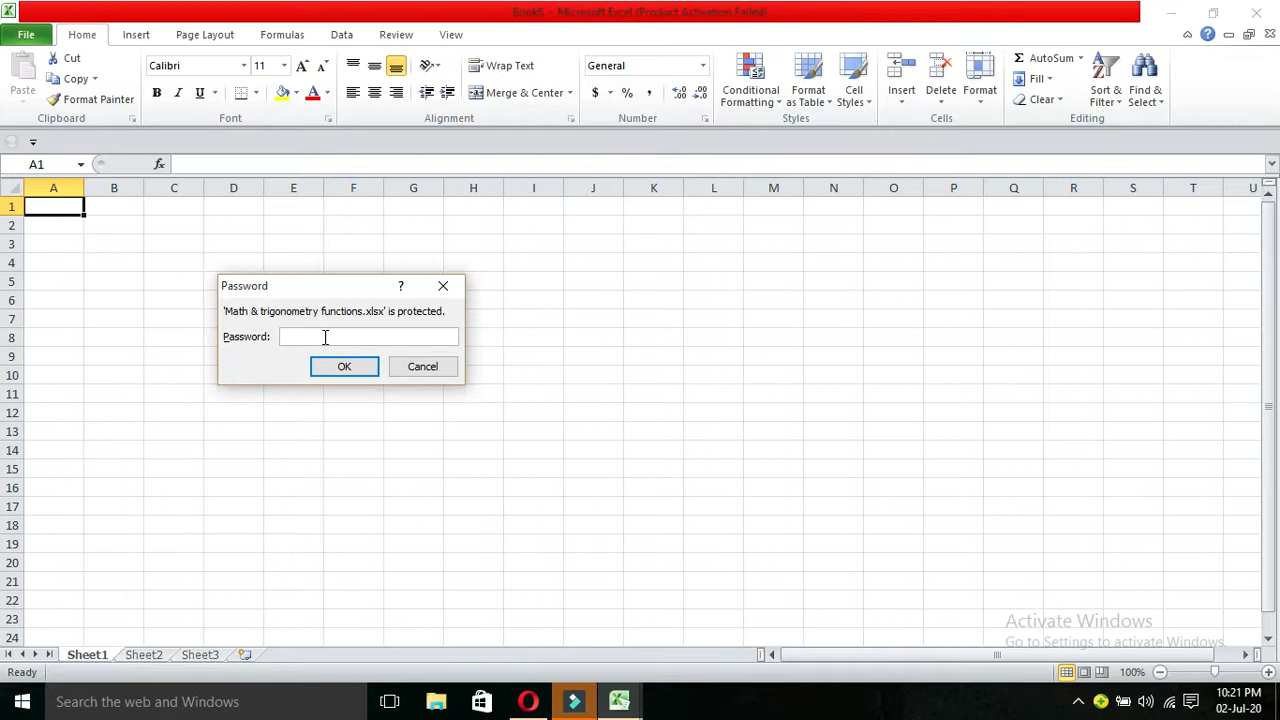 Book6 - Microsoft Excel (Product Activation Failed)
File Home Insert Page Layout Formulas Data Review View
Paste
Cut
Copy
Format Painter
Clipboard
Calibri 11 A A
B I U A
Font
Wrap Text
Merge & Center
Alignment
General
$ % , .00
Number
Conditional Formatting
Format as Table
Cell Styles
Styles
Insert Delete Format
Cells
Σ AutoSum
Fill
Clear
Sort & Filter
Find & Select
Editing
A1 fx
A B C D E F G H I J K L M N O P Q R S T U
1
2
3
4
5
6
7
8
9
10
11
12
13
14
15
16
17
18
19
20
21
22
23
24
Password ?
'Math & trigonometry functions.xlsx' is protected.
Password:
OK Cancel
Activate Windows
Go to Settings to activate Windows.
Sheet1 Sheet2 Sheet3
Ready 100%
Search the web and Windows
10:21 PM
02-Jul-20